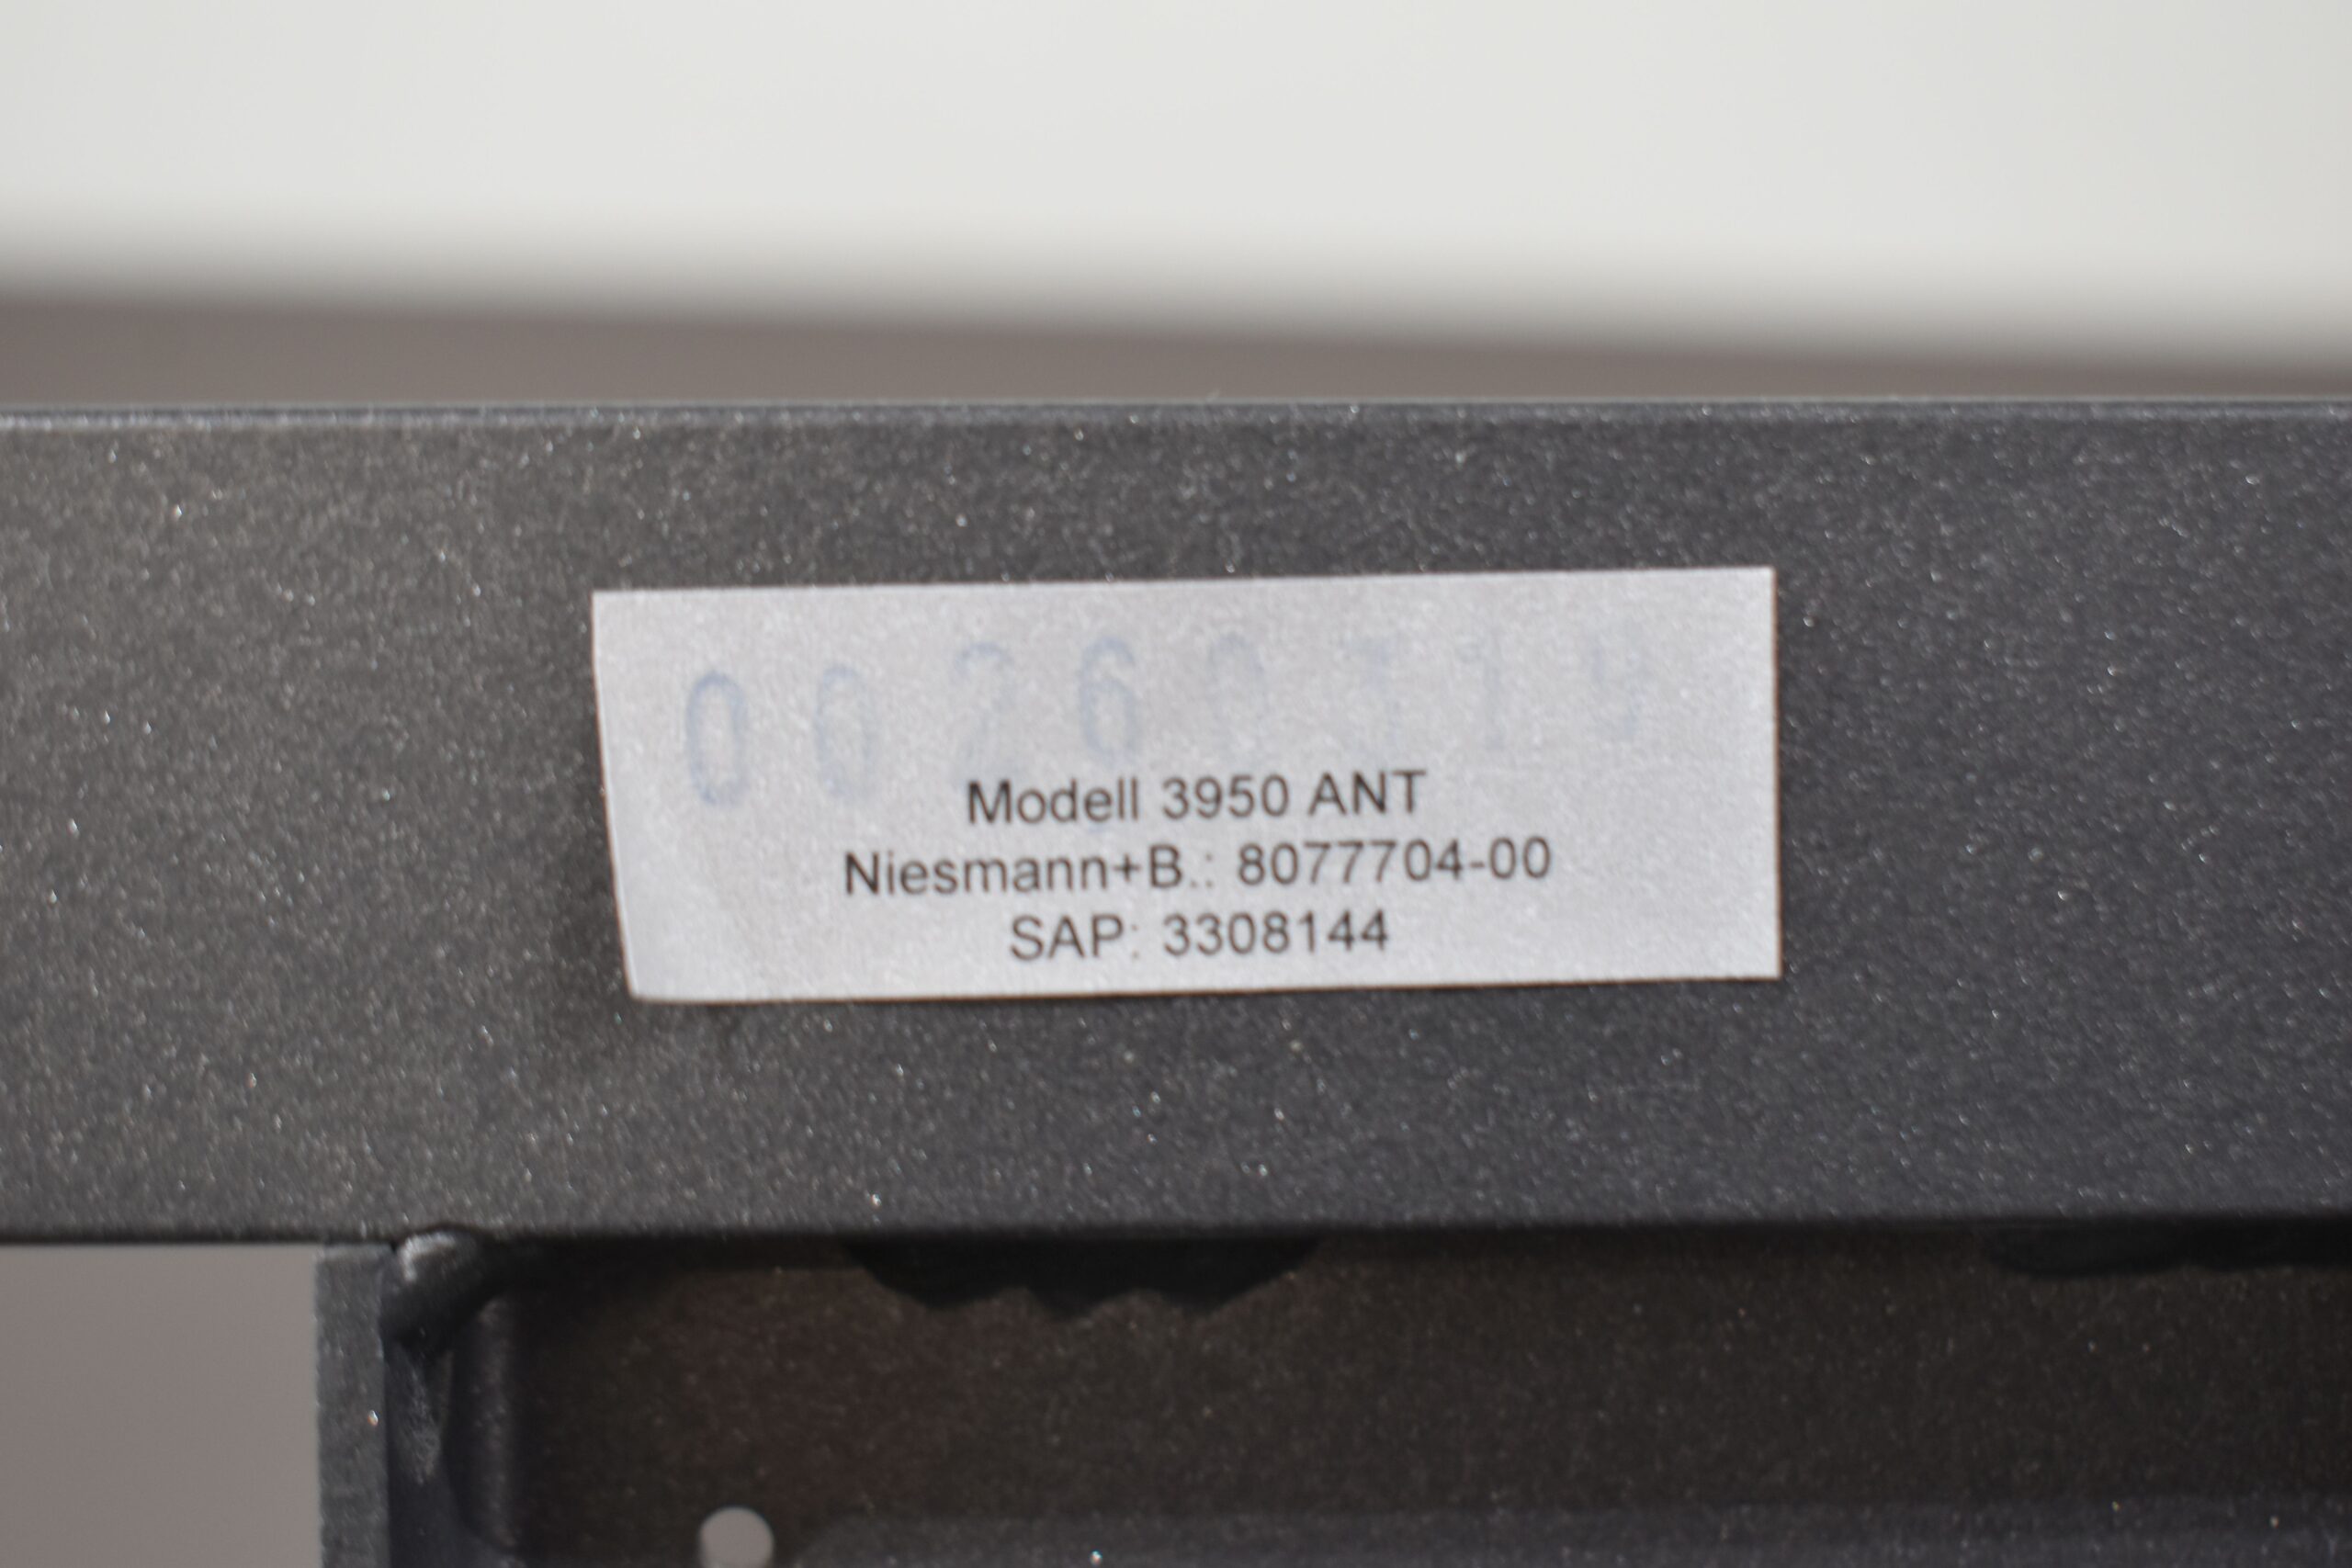 Modell 3950 ANT
Niesmann+B.: 8077704-00
SAP: 3308144